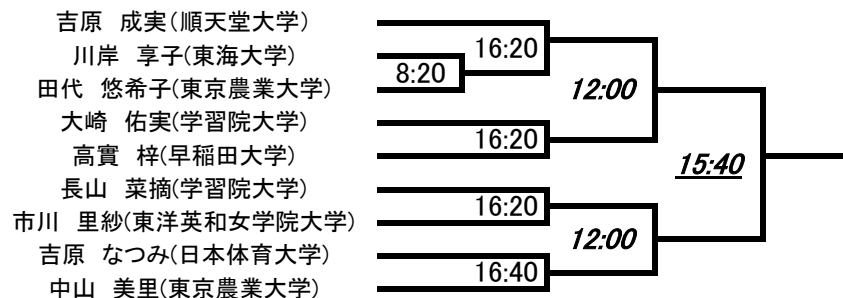 吉原 成実(順天堂大学)
川岸 享子(東海大学)
16:20
8:20
田代 悠希子(東京農業大学)
12:00
大崎 佑実(学習院大学)
16:20
高實 梓(早稲田大学)
15:40
長山 菜摘(学習院大学)
16:20
市川 里紗(東洋英和女学院大学)
12:00
吉原 なつみ(日本体育大学)
16:40
中山 美里(東京農業大学)